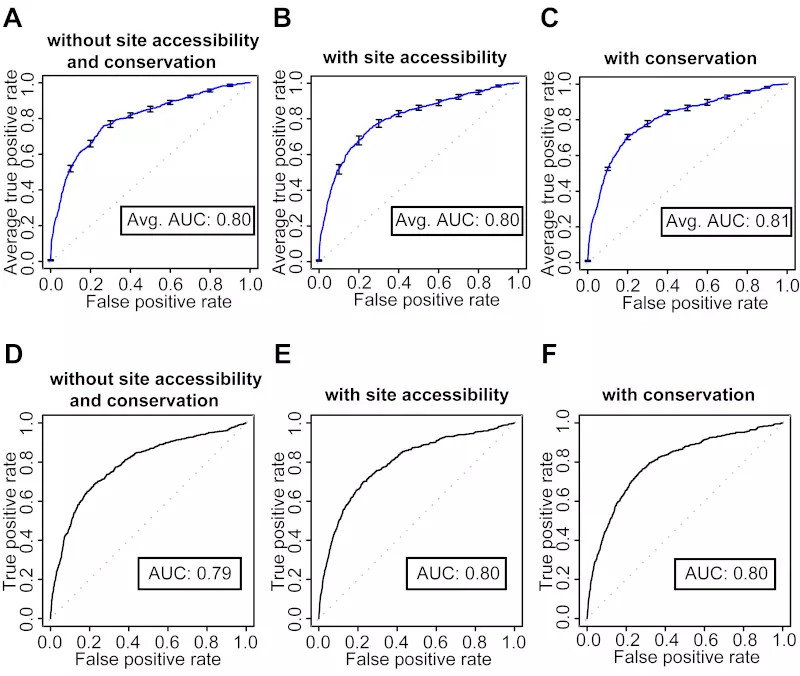 A
without site accessibility
and conservation
Average true positive rate
0.0 0.2 0.4 0.6 0.8 1.0
Avg. AUC: 0.80
0.0 0.2 0.4 0.6 0.8 1.0
False positive rate
B
with site accessibility
Average true positive rate
0.0 0.2 0.4 0.6 0.8 1.0
Avg. AUC: 0.80
0.0 0.2 0.4 0.6 0.8 1.0
False positive rate
C
with conservation
Average true positive rate
0.0 0.2 0.4 0.6 0.8 1.0
Avg. AUC: 0.81
0.0 0.2 0.4 0.6 0.8 1.0
False positive rate
D
without site accessibility
and conservation
True positive rate
0.0 0.2 0.4 0.6 0.8 1.0
AUC: 0.79
0.0 0.2 0.4 0.6 0.8 1.0
False positive rate
E
with site accessibility
True positive rate
0.0 0.2 0.4 0.6 0.8 1.0
AUC: 0.80
0.0 0.2 0.4 0.6 0.8 1.0
False positive rate
F
with conservation
True positive rate
0.0 0.2 0.4 0.6 0.8 1.0
AUC: 0.80
0.0 0.2 0.4 0.6 0.8 1.0
False positive rate